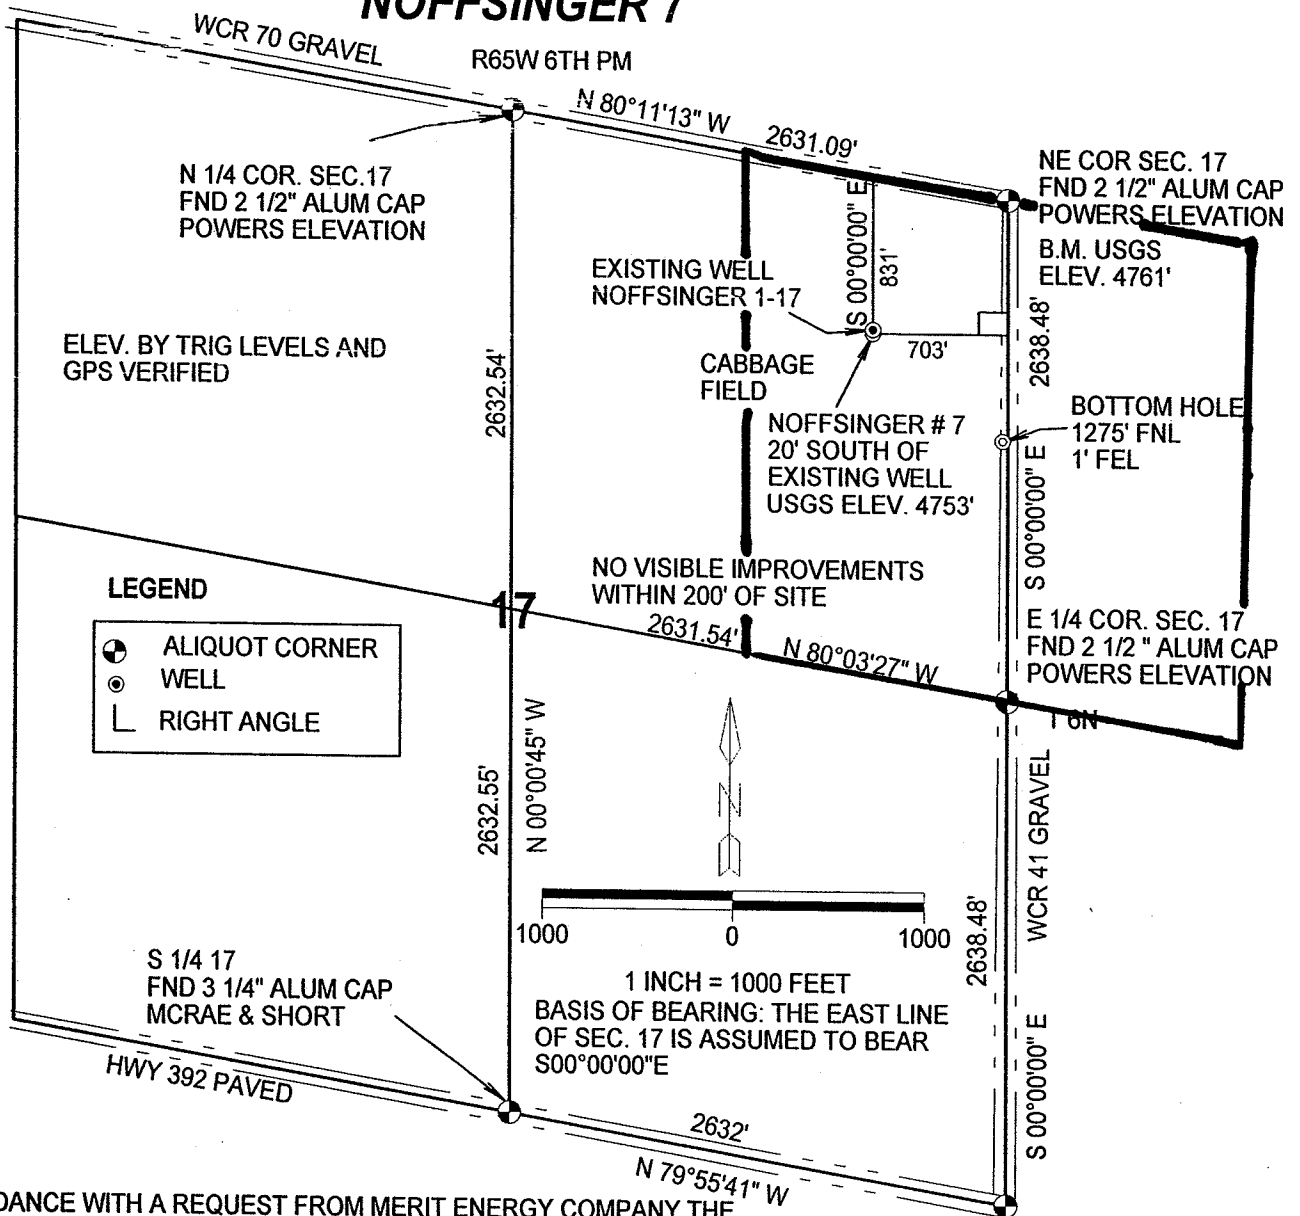 NOFFSINGER 7
WCR 70 GRAVEL
R65W 6TH PM
N 80°11'13" W
2631.09'
N 1/4 COR. SEC.17
FND 2 1/2" ALUM CAP
POWERS ELEVATION
NE COR SEC. 17
FND 2 1/2" ALUM CAP
POWERS ELEVATION
B.M. USGS
ELEV. 4761'
S 00°00'00" E
831'
EXISTING WELL
NOFFSINGER 1-17
703'
2638.48'
ELEV. BY TRIG LEVELS AND
GPS VERIFIED
2632.54'
CABBAGE
FIELD
NOFFSINGER # 7
20' SOUTH OF
EXISTING WELL
USGS ELEV. 4753'
BOTTOM HOLE
1275' FNL
1' FEL
S 00°00'00" E
NO VISIBLE IMPROVEMENTS
WITHIN 200' OF SITE
LEGEND
ALIQUOT CORNER
WELL
RIGHT ANGLE
17
2631.54'
N 80°03'27" W
E 1/4 COR. SEC. 17
FND 2 1/2 " ALUM CAP
POWERS ELEVATION
T 6N
2632.55'
N 00°00'45" W
N
WCR 41 GRAVEL
2638.48'
1000
0
1000
1 INCH = 1000 FEET
BASIS OF BEARING: THE EAST LINE
OF SEC. 17 IS ASSUMED TO BEAR
S00°00'00"E
S 00°00'00" E
S 1/4 17
FND 3 1/4" ALUM CAP
MCRAE & SHORT
HWY 392 PAVED
2632'
N 79°55'41" W
DANCE WITH A REQUEST FROM MERIT ENERGY COMPANY THE